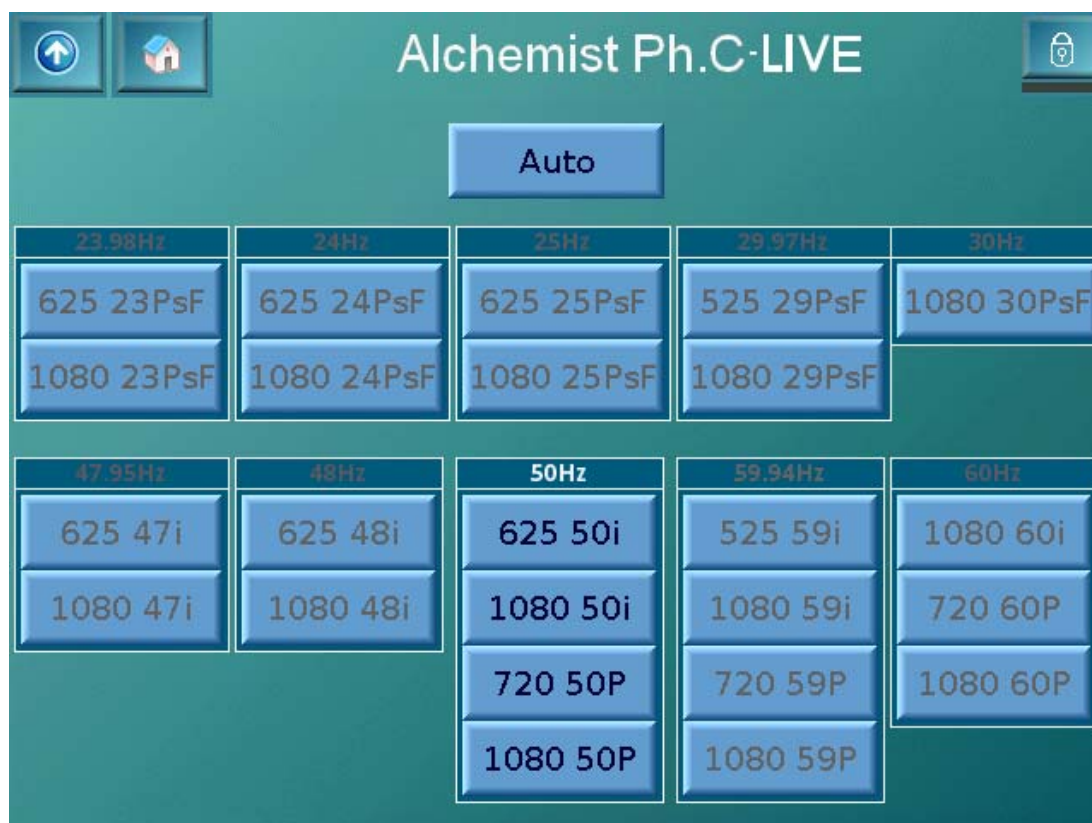 Alchemist Ph.C-LIVE
Auto
23.98Hz
625 23PsF
1080 23PsF
24Hz
625 24PsF
1080 24PsF
25Hz
625 25PsF
1080 25PsF
29.97Hz
525 29PsF
1080 29PsF
30Hz
1080 30PsF
47.95Hz
625 47i
1080 47i
48Hz
625 48i
1080 48i
50Hz
625 50i
1080 50i
720 50P
1080 50P
59.94Hz
525 59i
1080 59i
720 59P
1080 59P
60Hz
1080 60i
720 60P
1080 60P